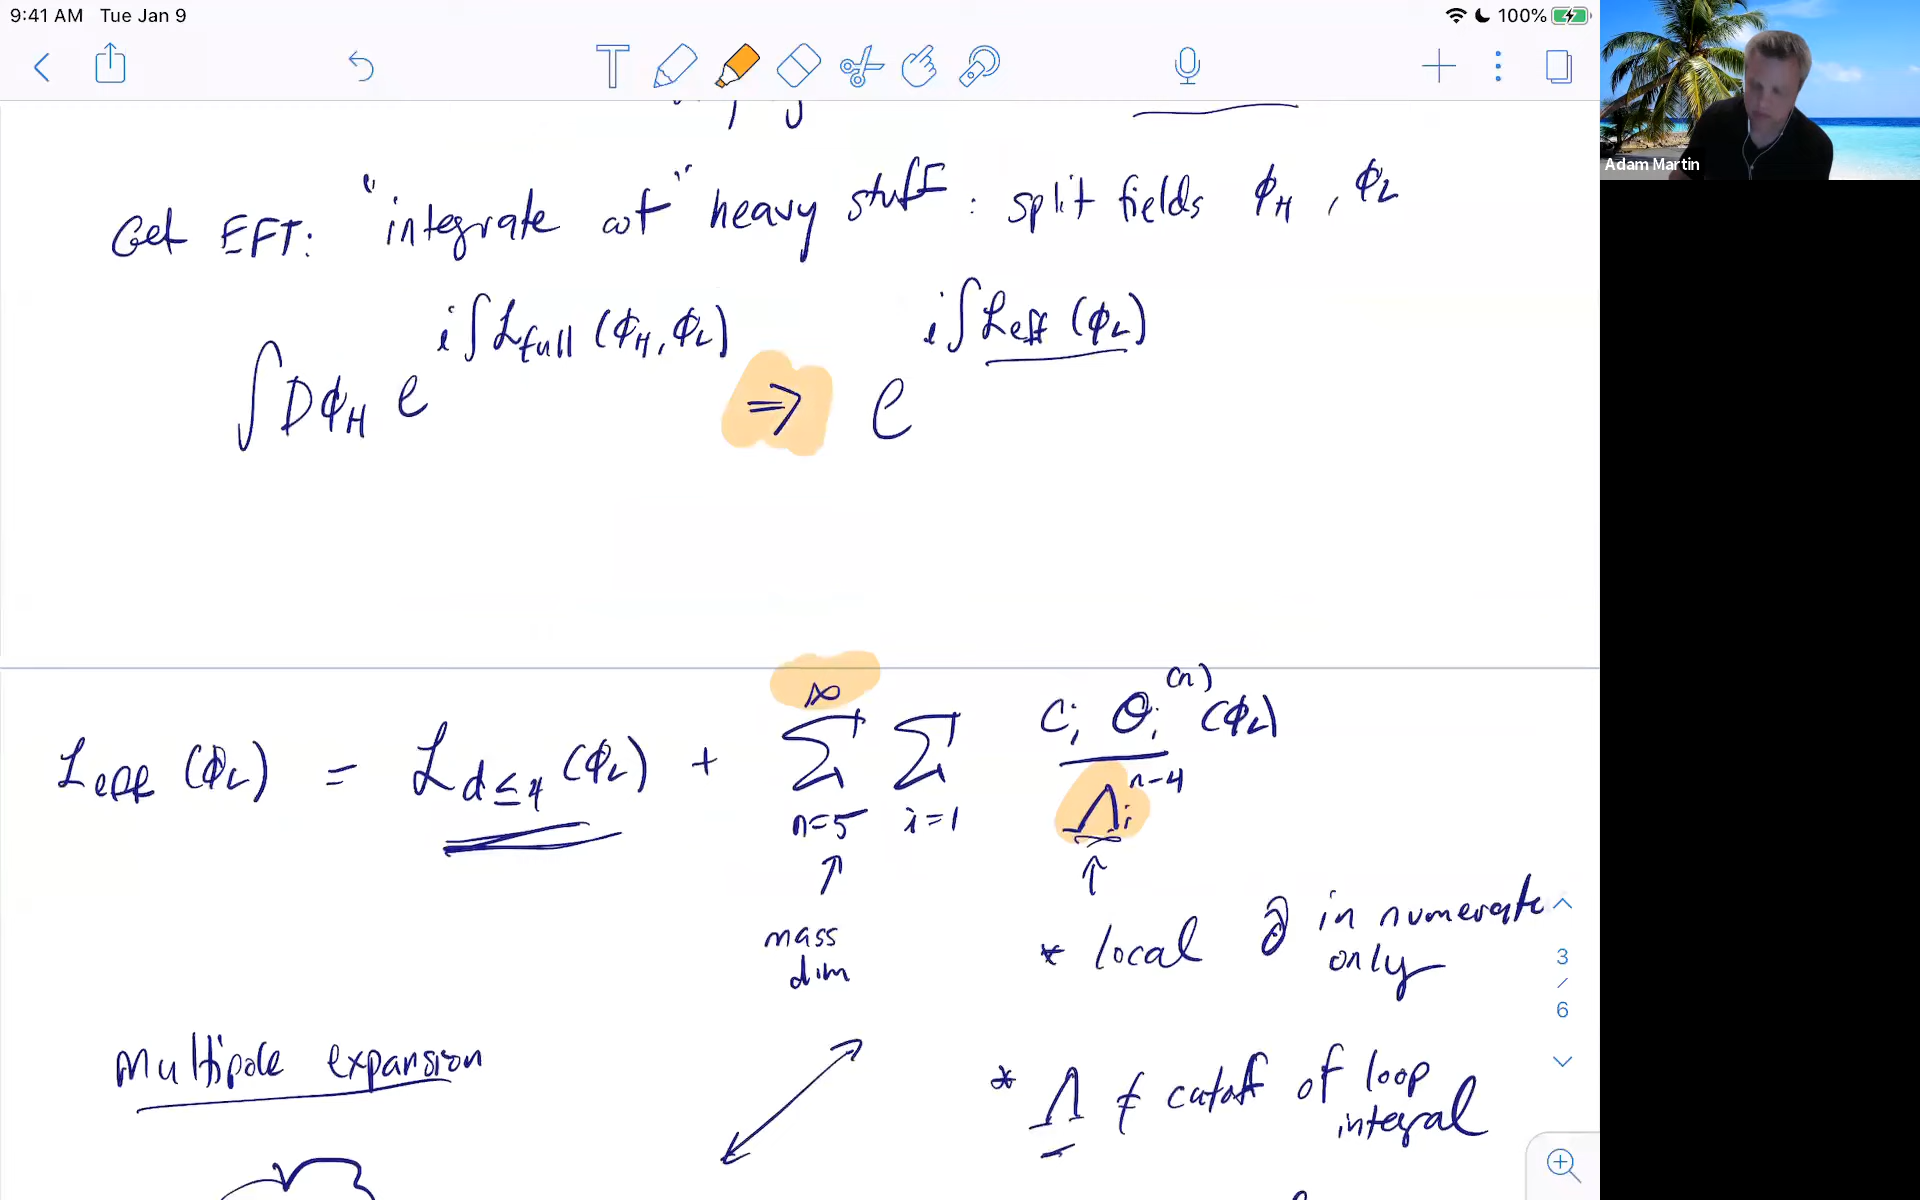 9:41 AM Tue Jan 9
100%
Adam Martin
Get EFT: "integrate out" heavy stuff : split fields ϕ_H , ϕ_L
∫ Dϕ_H e^{i∫ℒ_full (ϕ_H, ϕ_L)} ⇒ e^{i∫ℒ_eff (ϕ_L)}
ℒ_eff (ϕ_L) = ℒ_{d≤4} (ϕ_L) + ∑_{n=5}^{∞} ∑_{i=1} C_i O_i^{(n)} (ϕ_L) / Λ_i^{n-4}
↑ ↑
mass
dim
* local ∂ in numerator
only
3
/
6
Multipole expansion
* Λ ≠ cutoff of loop
integral